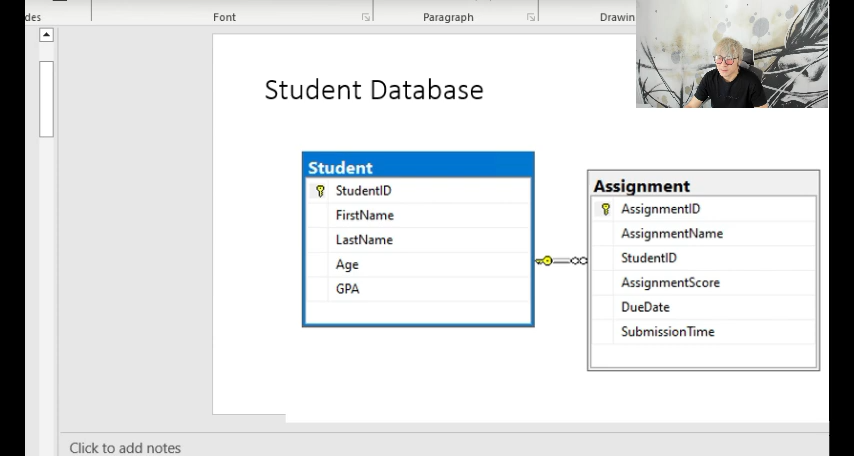 des
Font
Paragraph
Drawin
Student Database
Student
StudentID
FirstName
LastName
Age
GPA
Assignment
AssignmentID
AssignmentName
StudentID
AssignmentScore
DueDate
SubmissionTime
Click to add notes